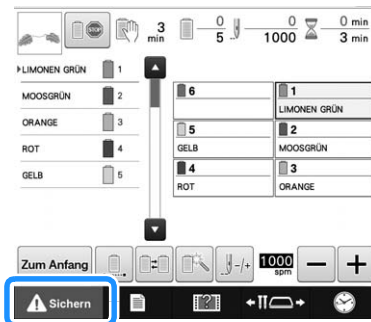 STOP
3
min
0
5
0
1000
0 min
3 min
LIMONEN GRÜN 1
MOOSGRÜN 2
ORANGE 3
ROT 4
GELB 5
6
1
LIMONEN GRÜN
5
GELB
2
MOOSGRÜN
4
ROT
3
ORANGE
Zum Anfang
-/+
1000
spm
Sichern
?